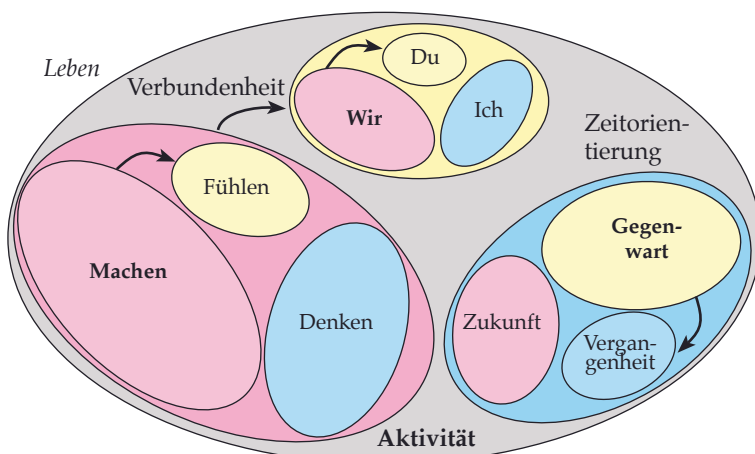 Leben
Verbundenheit
Du
Wir
Ich
Zeitorien-
tierung
Fühlen
Machen
Denken
Gegen-
wart
Zukunft
Vergan-
genheit
Aktivität